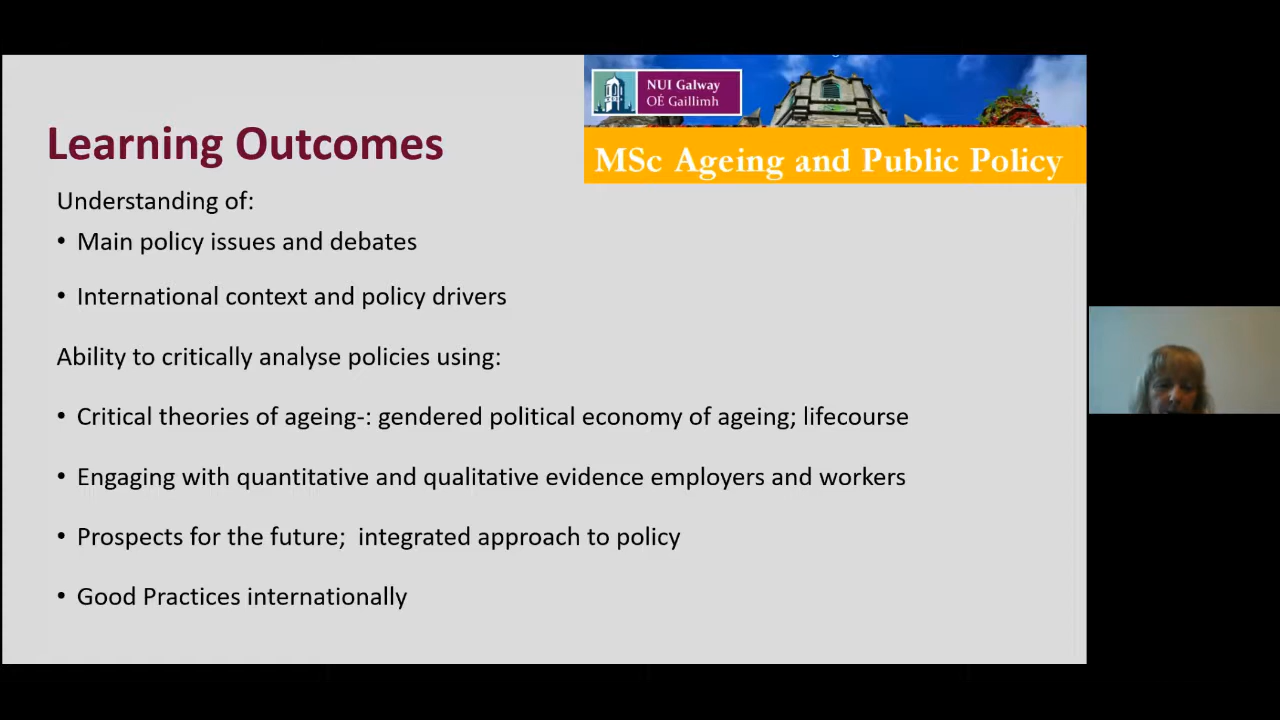 NUI Galway
OÉ Gaillimh
MSc Ageing and Public Policy
Learning Outcomes
Understanding of:
• Main policy issues and debates
• International context and policy drivers
Ability to critically analyse policies using:
• Critical theories of ageing-: gendered political economy of ageing; lifecourse
• Engaging with quantitative and qualitative evidence employers and workers
• Prospects for the future;  integrated approach to policy
• Good Practices internationally